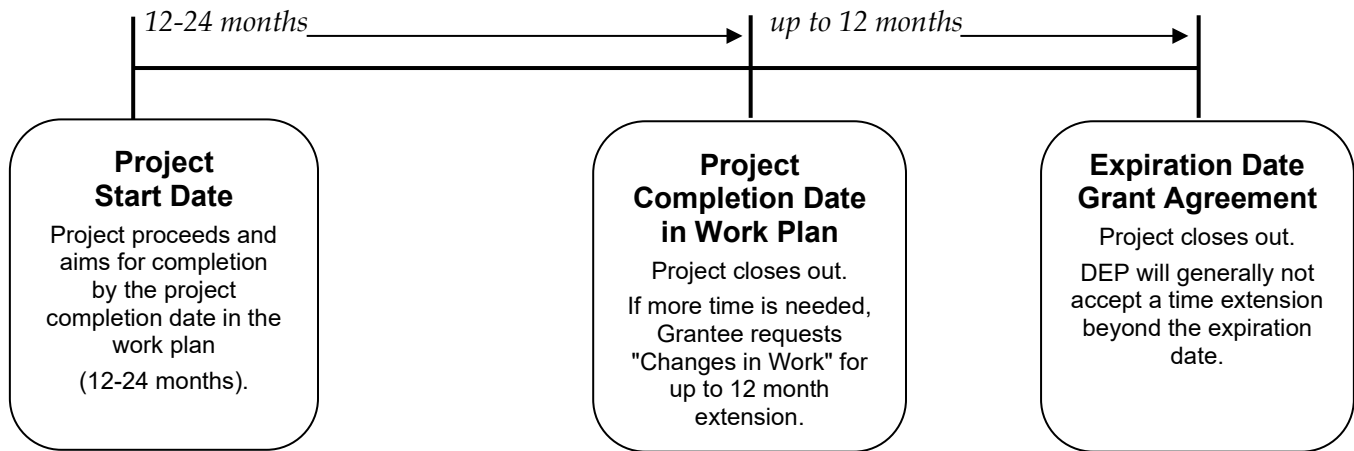 12-24 months
up to 12 months
Project
Start Date
Project proceeds and
aims for completion
by the project
completion date in the
work plan
(12-24 months).
Project
Completion Date
in Work Plan
Project closes out.
If more time is needed,
Grantee requests
"Changes in Work" for
up to 12 month
extension.
Expiration Date
Grant Agreement
Project closes out.
DEP will generally not
accept a time extension
beyond the expiration
date.